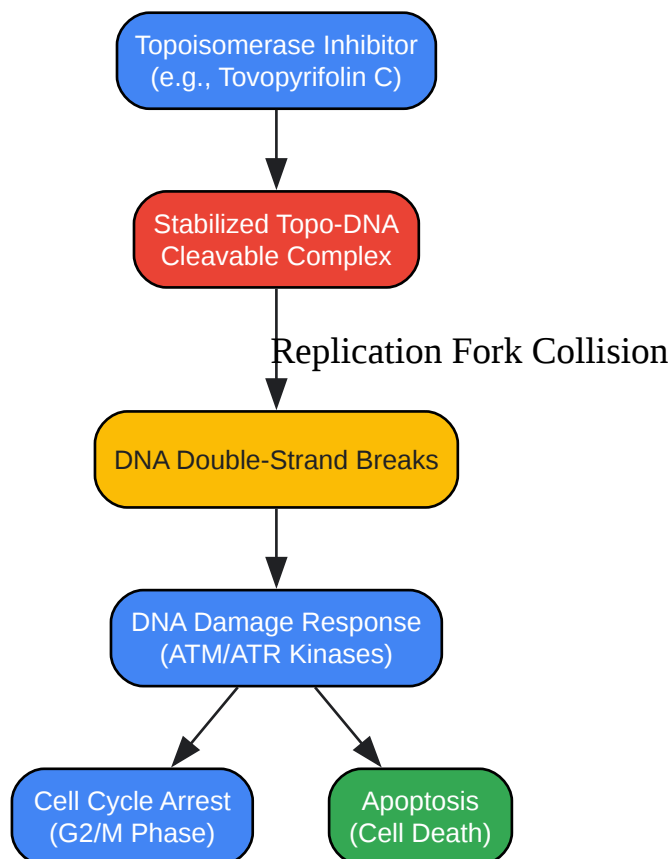 Topoisomerase Inhibitor
(e.g., Tovopyrifolin C)
Stabilized Topo-DNA
Cleavable Complex
Replication Fork Collision
DNA Double-Strand Breaks
DNA Damage Response
(ATM/ATR Kinases)
Cell Cycle Arrest
(G2/M Phase)
Apoptosis
(Cell Death)